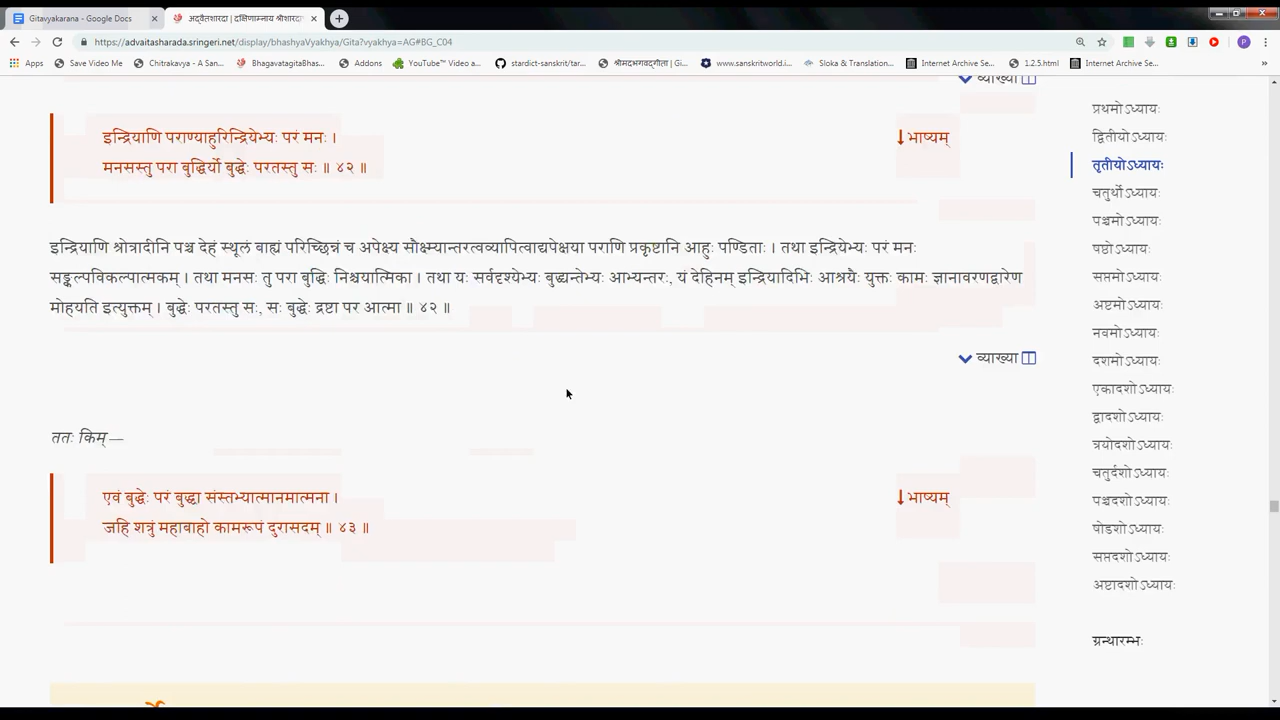 Gitavyakarana - Google Docs
अद्वैतशारदा | दक्षिणाम्नाय श्रीशारदा
https://advaitasharada.sringeri.net/display/bhashyaVyakhya/Gita?vyakhya=AG#BG_C04
Apps Save Video Me Chitrakavya - A San... BhagavatagitaBhas... Addons YouTube™ Video a... stardict-sanskrit/tar... श्रीमद्भगवद्गीता | Gi... www.sanskritworld.i... Sloka & Translation... Internet Archive Se... 1.2.5.html Internet Archive Se... »
व्याख्या
इन्द्रियाणि पराण्याहुरिन्द्रियेभ्यः परं मनः ।
भाष्यम्
मनसस्तु परा बुद्धिर्यो बुद्धेः परतस्तु सः ॥ ४२ ॥
इन्द्रियाणि श्रोत्रादीनि पञ्च देहं स्थूलं बाह्यं परिच्छिन्नं च अपेक्ष्य सौक्ष्म्यान्तरत्वव्यापित्वाद्यपेक्षया पराणि प्रकृष्टानि आहुः पण्डिताः । तथा इन्द्रियेभ्यः परं मनः
सङ्कल्पविकल्पात्मकम् । तथा मनसः तु परा बुद्धिः निश्चयात्मिका । तथा यः सर्वदृश्येभ्यः बुद्ध्यन्तेभ्यः आभ्यन्तरः, यं देहिनम् इन्द्रियादिभिः आश्रयैः युक्तः कामः ज्ञानावरणद्वारेण
मोहयति इत्युक्तम् । बुद्धेः परतस्तु सः, सः बुद्धेः द्रष्टा पर आत्मा ॥ ४२ ॥
व्याख्या
ततः किम् —
एवं बुद्धेः परं बुद्ध्वा संस्तभ्यात्मानमात्मना ।
भाष्यम्
जहि शत्रुं महाबाहो कामरूपं दुरासदम् ॥ ४३ ॥
प्रथमोऽध्यायः
द्वितीयोऽध्यायः
तृतीयोऽध्यायः
चतुर्थोऽध्यायः
पञ्चमोऽध्यायः
षष्ठोऽध्यायः
सप्तमोऽध्यायः
अष्टमोऽध्यायः
नवमोऽध्यायः
दशमोऽध्यायः
एकादशोऽध्यायः
द्वादशोऽध्यायः
त्रयोदशोऽध्यायः
चतुर्दशोऽध्यायः
पञ्चदशोऽध्यायः
षोडशोऽध्यायः
सप्तदशोऽध्यायः
अष्टादशोऽध्यायः
ग्रन्थारम्भः